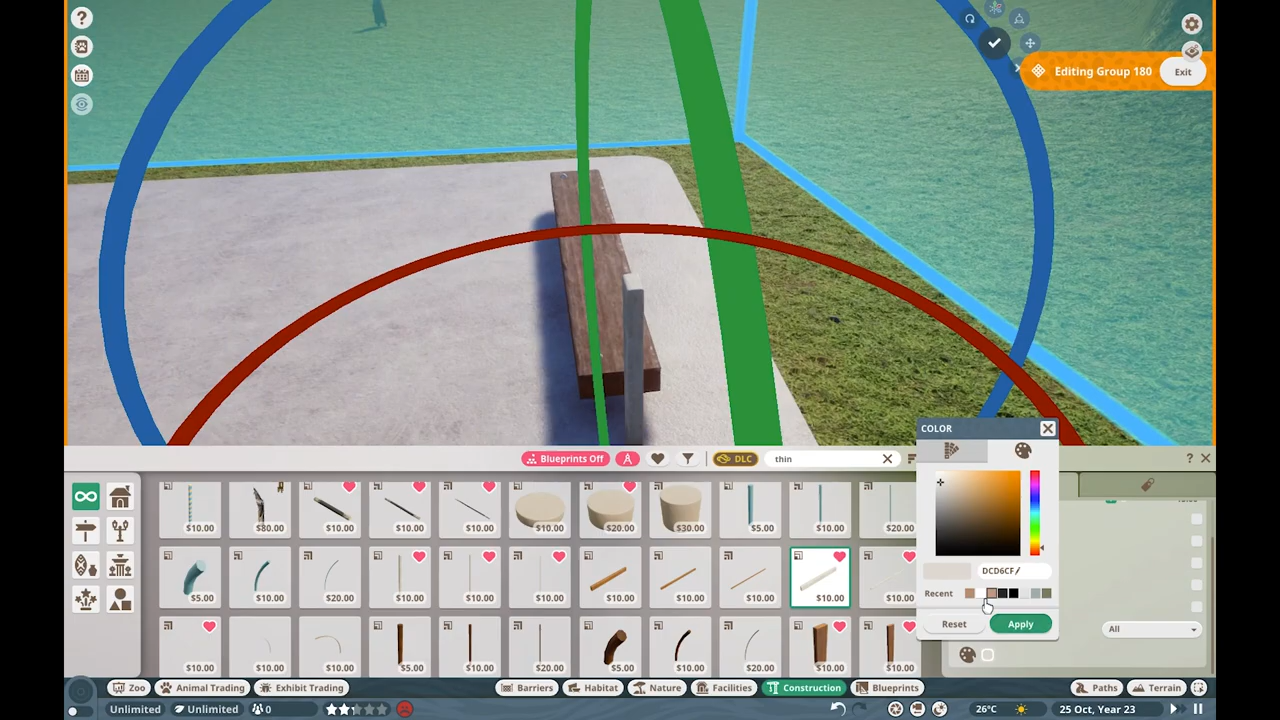 ?
Editing Group 180
Exit
Blueprints Off
DLC
thin
?
COLOR
$10.00
$80.00
$10.00
$10.00
$10.00
$10.00
$20.00
$30.00
$5.00
$10.00
$20.00
$5.00
$10.00
$20.00
$10.00
$10.00
$10.00
$10.00
$10.00
$10.00
$10.00
$10.00
DCD6CF/
Recent
Reset
Apply
$10.00
$10.00
$10.00
$5.00
$10.00
$20.00
$5.00
$10.00
$20.00
$10.00
$10.00
All
Zoo
Animal Trading
Exhibit Trading
Barriers
Habitat
Nature
Facilities
Construction
Blueprints
Paths
Terrain
Unlimited
Unlimited
0
26°C
25 Oct, Year 23